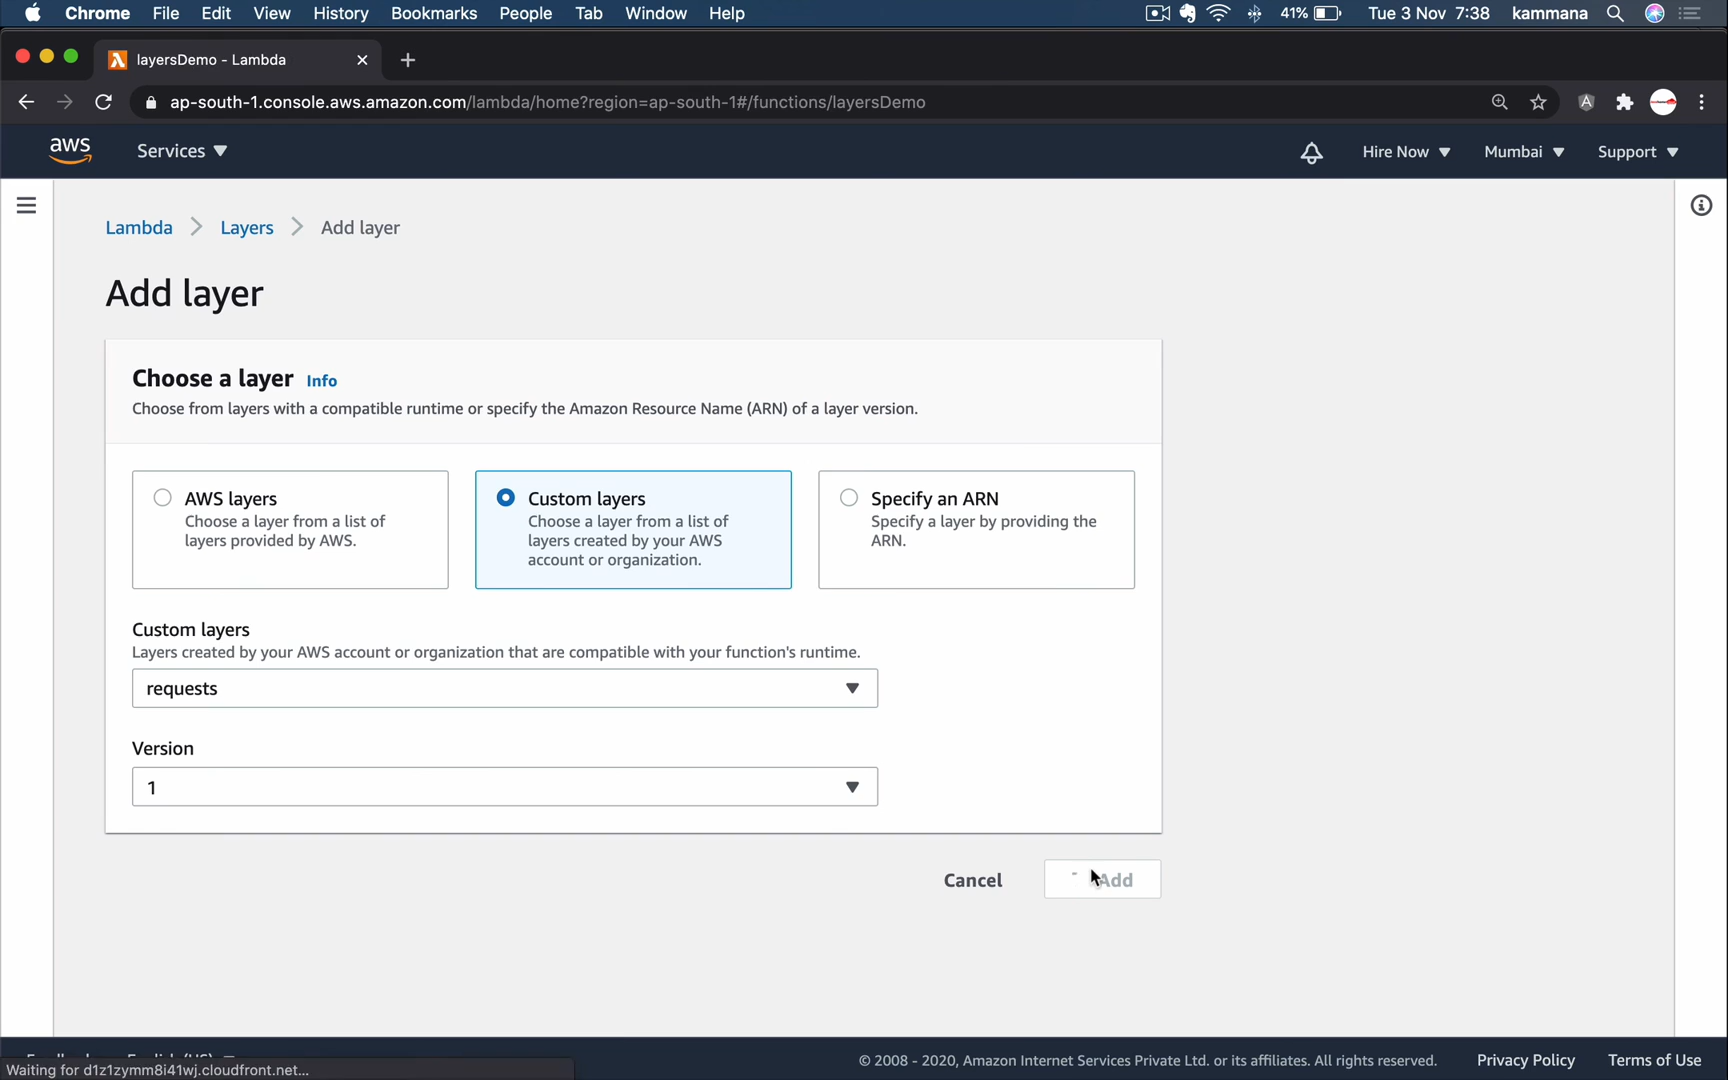 Chrome File Edit View History Bookmarks People Tab Window Help 41% Tue 3 Nov 7:38 kammana
layersDemo - Lambda
ap-south-1.console.aws.amazon.com/lambda/home?region=ap-south-1#/functions/layersDemo
aws Services Hire Now Mumbai Support
Lambda > Layers > Add layer
Add layer
Choose a layer Info
Choose from layers with a compatible runtime or specify the Amazon Resource Name (ARN) of a layer version.
AWS layers
Choose a layer from a list of
layers provided by AWS.
Custom layers
Choose a layer from a list of
layers created by your AWS
account or organization.
Specify an ARN
Specify a layer by providing the
ARN.
Custom layers
Layers created by your AWS account or organization that are compatible with your function's runtime.
requests
Version
1
Cancel Add
© 2008 - 2020, Amazon Internet Services Private Ltd. or its affiliates. All rights reserved. Privacy Policy Terms of Use
Waiting for d1z1zymm8i41wj.cloudfront.net...